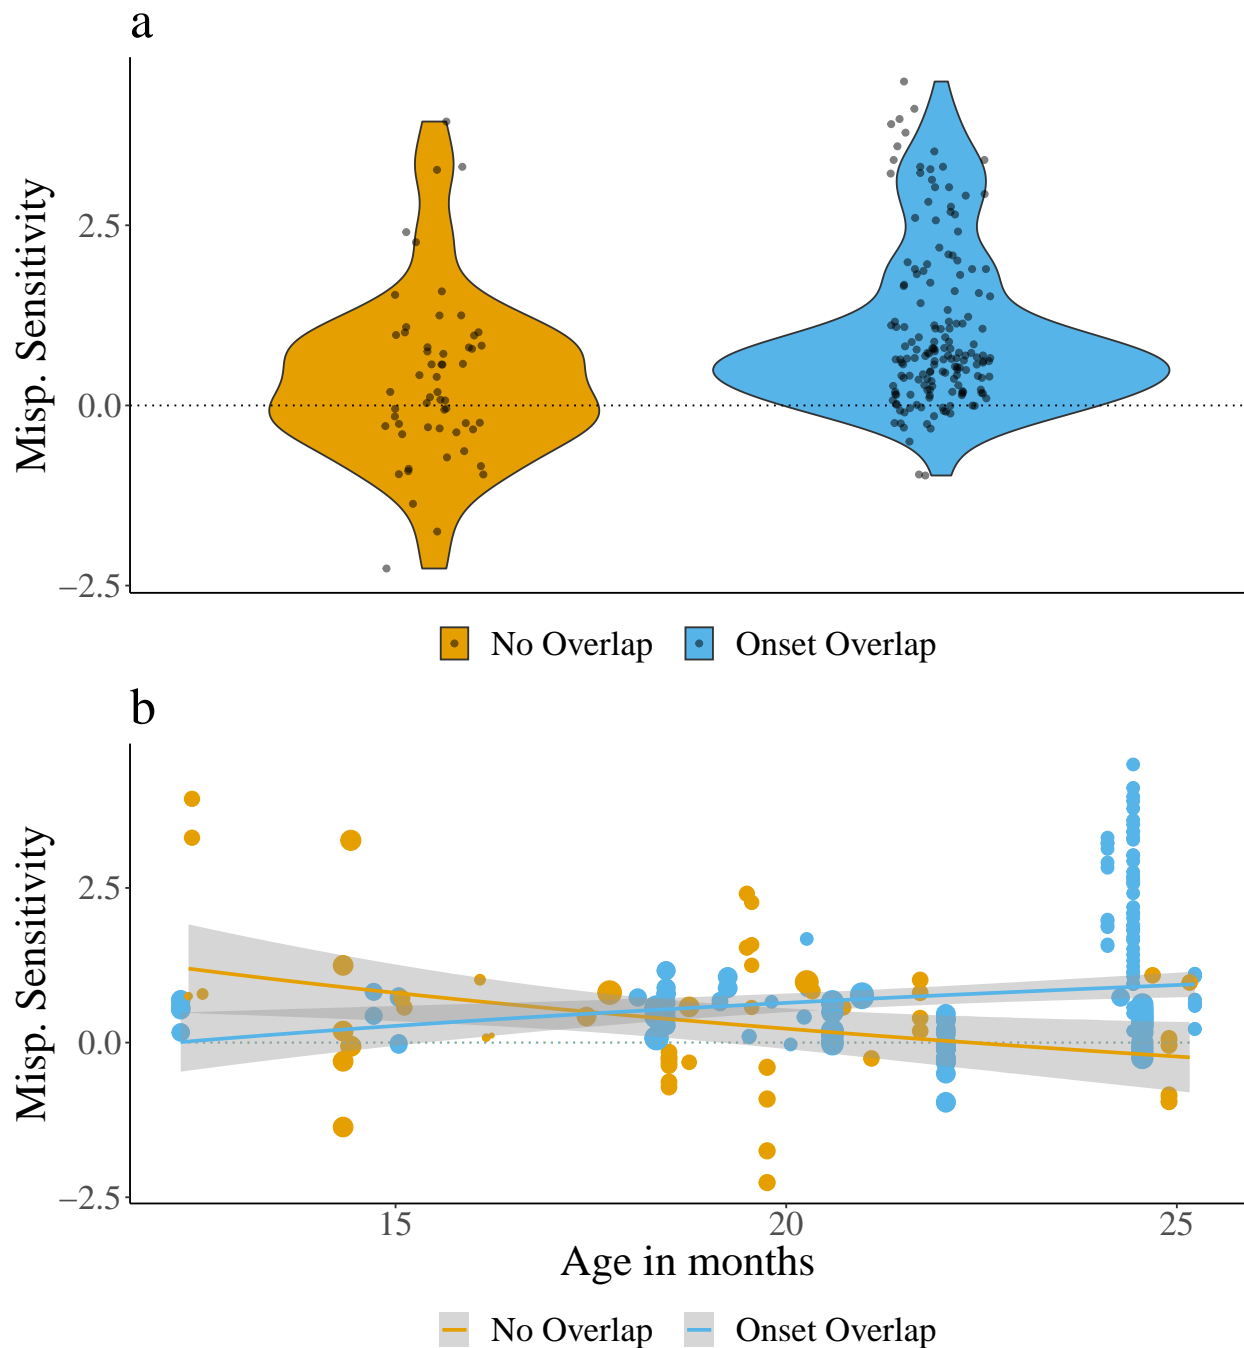 a
Misp. Sensitivity
2.5
0.0
−2.5
No Overlap
Onset Overlap
b
Misp. Sensitivity
2.5
0.0
−2.5
15
20
25
Age in months
No Overlap
Onset Overlap